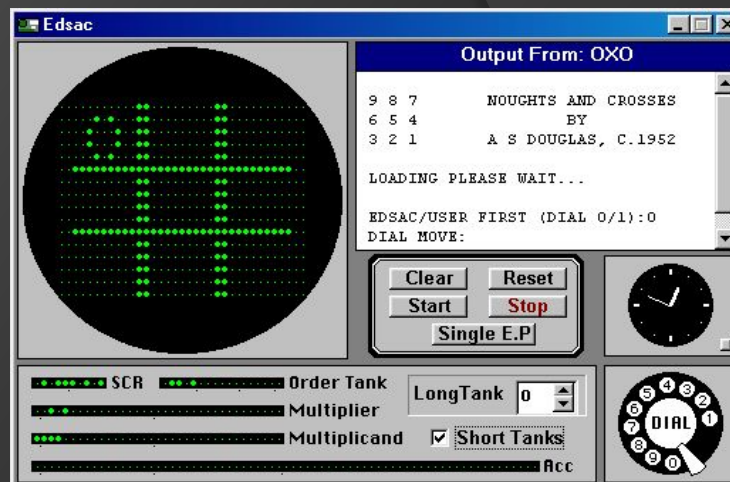 Edsac
Output From: OXO
9 8 7 NOUGHTS AND CROSSES
6 5 4 BY
3 2 1 A S DOUGLAS, C.1952
LOADING PLEASE WAIT...
EDSAC/USER FIRST (DIAL 0/1):0
DIAL MOVE:
Clear Reset
Start Stop
Single E.P
SCR Order Tank
LongTank 0
Multiplier
Multiplicand Short Tanks
Acc
1 2 3 4 5 6 7 8 9 0
DIAL